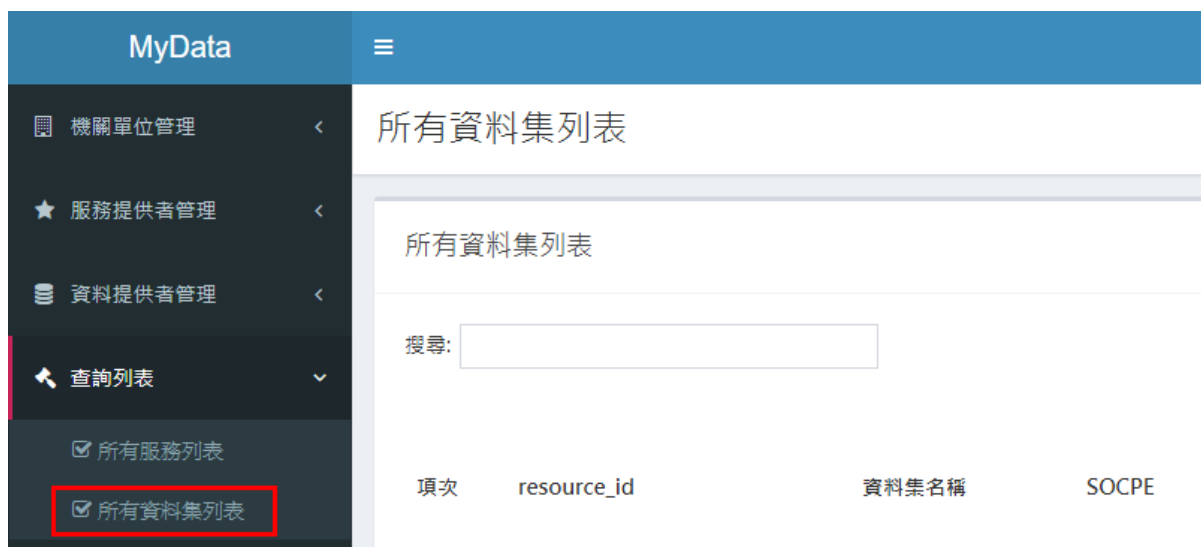 MyData
機關單位管理
服務提供者管理
資料提供者管理
查詢列表
所有服務列表
所有資料集列表
所有資料集列表
所有資料集列表
搜尋:
項次 resource_id 資料集名稱 SOCPE